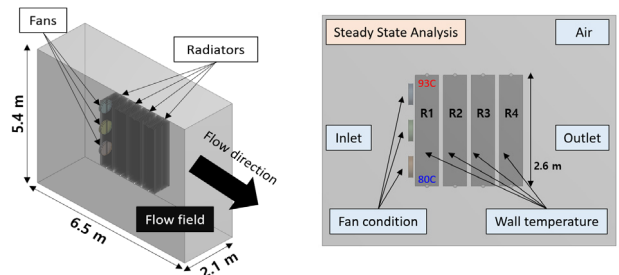 Fans
Radiators
5.4 m
Flow direction
Flow field
6.5 m
2.1 m
Steady State Analysis
Air
93C
R1 R2 R3 R4
Inlet
Outlet
2.6 m
80C
Fan condition
Wall temperature